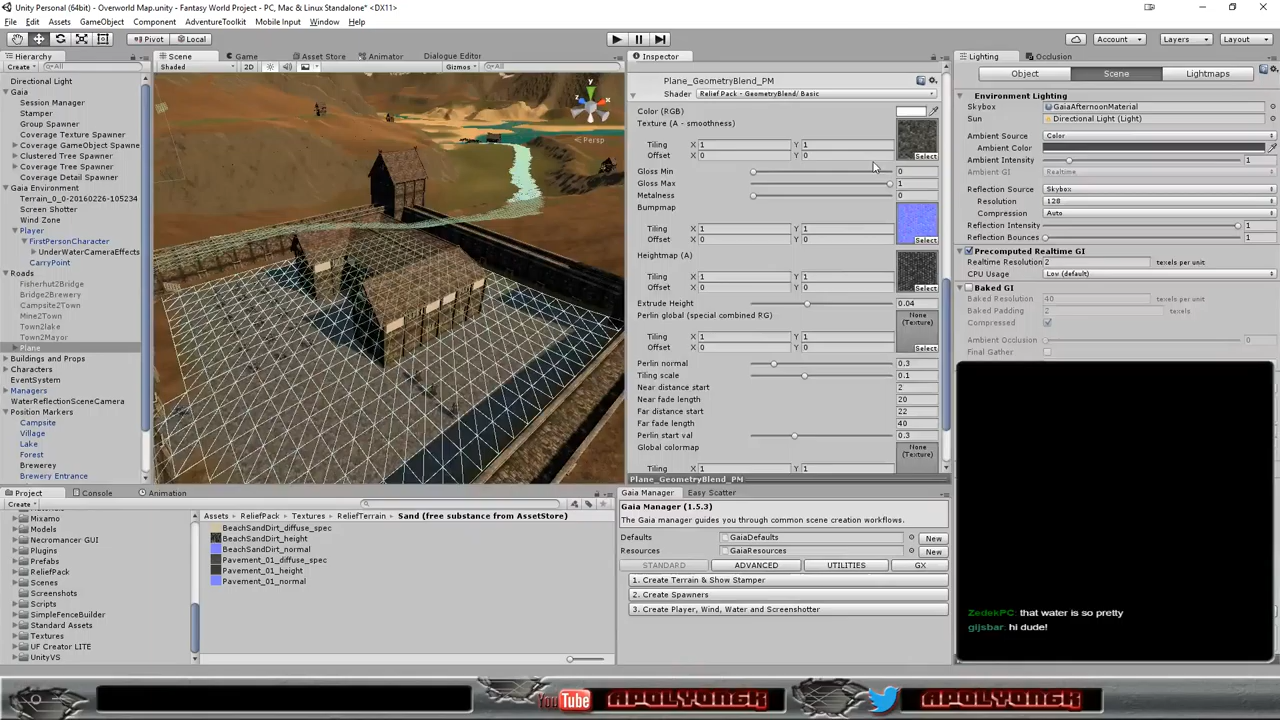 Unity Personal (64bit) - Overworld Map.unity - Fantasy World Project - PC, Mac & Linux Standalone* <DX11>
File Edit Assets GameObject Component AdventureToolkit Mobile Input Window Help
Pivot Local Account Layers Layout
Hierarchy Scene Game Asset Store Animator Dialogue Editor Inspector Lighting Occlusion
Create All Shaded 2D Gizmos All
Directional Light
Gaia
Session Manager
Stamper
Group Spawner
Coverage Texture Spawner
Coverage GameObject Spawne
Clustered Tree Spawner
Coverage Tree Spawner
Coverage Detail Spawner
Gaia Environment
Terrain_0_0-20160226-105234
Screen Shotter
Wind Zone
Player
FirstPersonCharacter
UnderWaterCameraEffects
CarryPoint
Roads
Fisherhut2Bridge
Bridge2Brewery
Campsite2Town
Mine2Town
Town2lake
Town2Mayor
Plane
Buildings and Props
Characters
EventSystem
Managers
WaterReflectionSceneCamera
Position Markers
Campsite
Village
Lake
Forest
Brewerey
Brewery Entrance
y
z
Persp
Plane_GeometryBlend_PM
Shader Relief Pack - GeometryBlend/ Basic
Color (RGB)
Texture (A - smoothness)
Tiling X 1 Y 1
Offset X 0 Y 0 Select
Gloss Min 0
Gloss Max 1
Metalness 0
Bumpmap
Tiling X 1 Y 1
Offset X 0 Y 0 Select
Heightmap (A)
Tiling X 1 Y 1
Offset X 0 Y 0 Select
Extrude Height 0.04
Perlin global (special combined RG) None (Texture)
Tiling X 1 Y 1
Offset X 0 Y 0 Select
Perlin normal 0.3
Tiling scale 0.1
Near distance start 2
Near fade length 20
Far distance start 22
Far fade length 40
Perlin start val 0.3
Global colormap None (Texture)
Tiling X 1 Y 1
Plane_GeometryBlend_PM
Object Scene Lightmaps
Environment Lighting
Skybox GaiaAfternoonMaterial
Sun Directional Light (Light)
Ambient Source Color
Ambient Color
Ambient Intensity 1
Ambient GI Realtime
Reflection Source Skybox
Resolution 128
Compression Auto
Reflection Intensity 1
Reflection Bounces 1
Precomputed Realtime GI
Realtime Resolution 2 texels per unit
CPU Usage Low (default)
Baked GI
Baked Resolution 40 texels per unit
Baked Padding 2 texels
Compressed
Ambient Occlusion 0
Final Gather
Project Console Animation
Create
Mixamo
Models
Necromancer GUI
Plugins
Prefabs
ReliefPack
Scenes
Screenshots
Scripts
SimpleFenceBuilder
Standard Assets
Textures
UF Creator LITE
UnityVS
Assets ReliefPack Textures ReliefTerrain Sand (free substance from AssetStore)
BeachSandDirt_diffuse_spec
BeachSandDirt_height
BeachSandDirt_normal
Pavement_01_diffuse_spec
Pavement_01_height
Pavement_01_normal
Gaia Manager Easy Scatter
Gaia Manager (1.5.3)
The Gaia manager guides you through common scene creation workflows.
Defaults GaiaDefaults New
Resources GaiaResources New
STANDARD ADVANCED UTILITIES GX
1. Create Terrain & Show Stamper
2. Create Spawners
3. Create Player, Wind, Water and Screenshotter
ZedekPC: that water is so pretty
gijsbar: hi dude!
YouTube APOLYONGK APOLYONGK